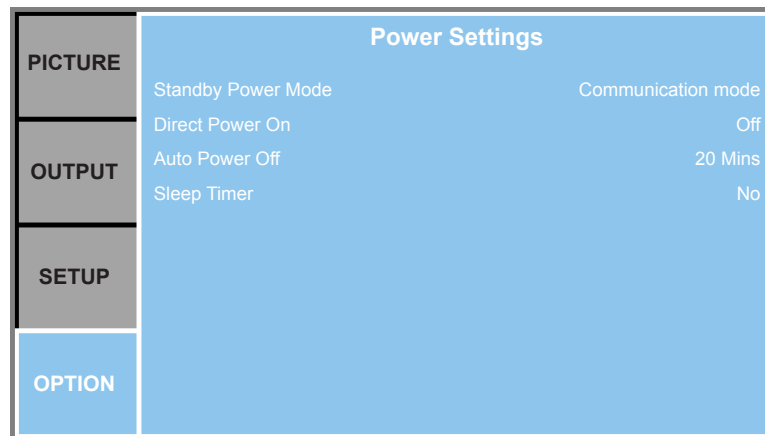 PICTURE
OUTPUT
SETUP
OPTION
Power Settings
Standby Power Mode Communication mode
Direct Power On Off
Auto Power Off 20 Mins
Sleep Timer No